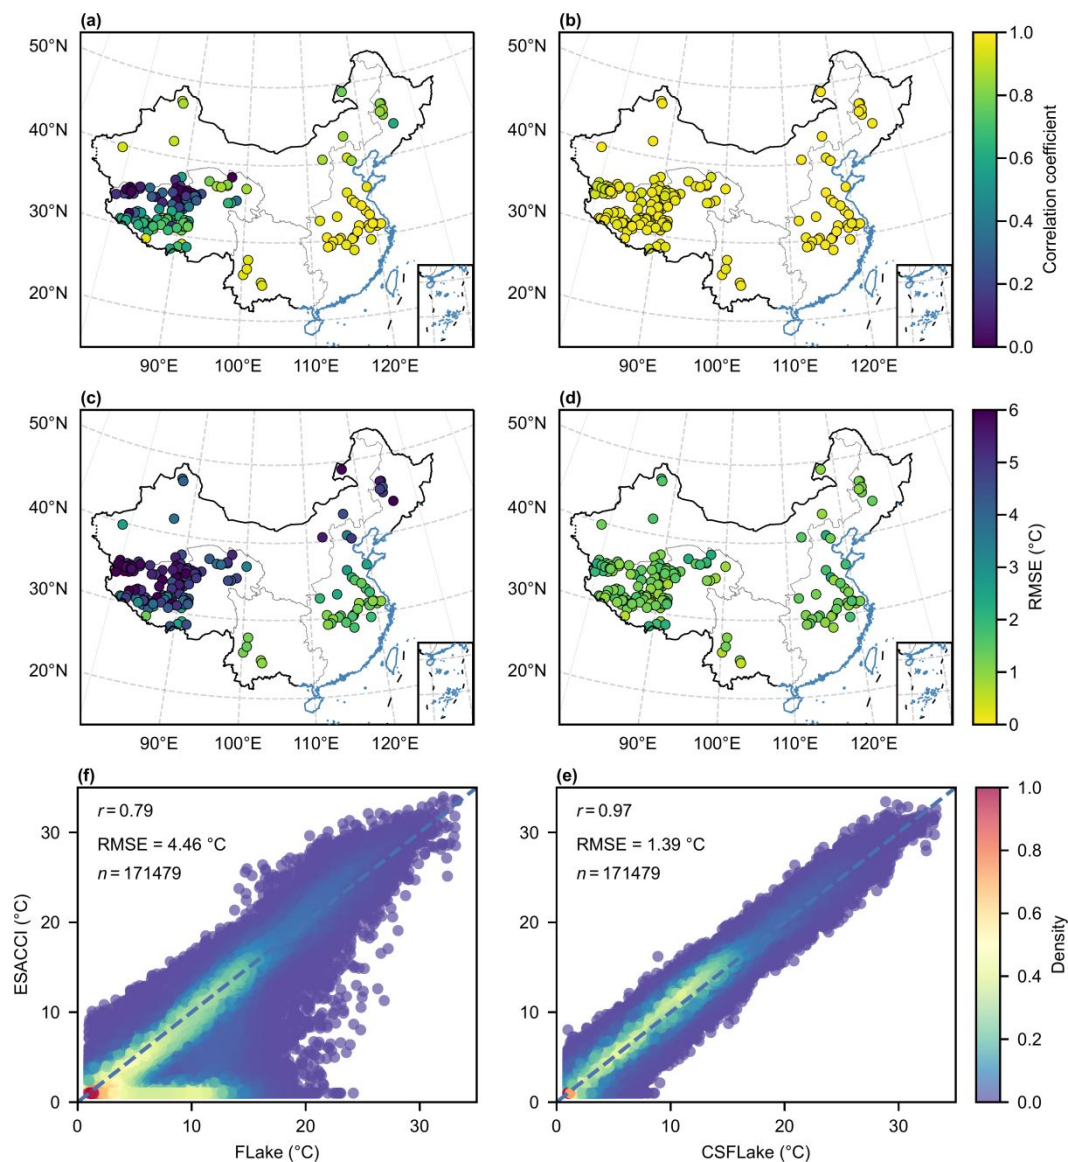 (a) (b)
50°N 50°N 1.0
40°N 40°N 0.8
0.6
30°N 30°N 0.4
20°N 20°N 0.2
0.0
Correlation coefficient
90°E 100°E 110°E 120°E 90°E 100°E 110°E 120°E
(c) (d)
50°N 50°N 6
40°N 40°N 5
4
30°N 30°N 3
2
20°N 20°N 1
0
RMSE (°C)
90°E 100°E 110°E 120°E 90°E 100°E 110°E 120°E
(f) (e)
r = 0.79 r = 0.97 1.0
30 30
RMSE = 4.46 °C RMSE = 1.39 °C
n = 171479 n = 171479 0.8
20 20 0.6
ESACCI (°C) Density
10 10 0.4
0.2
0 0 0.0
0 10 20 30 0 10 20 30
FLake (°C) CSFLake (°C)